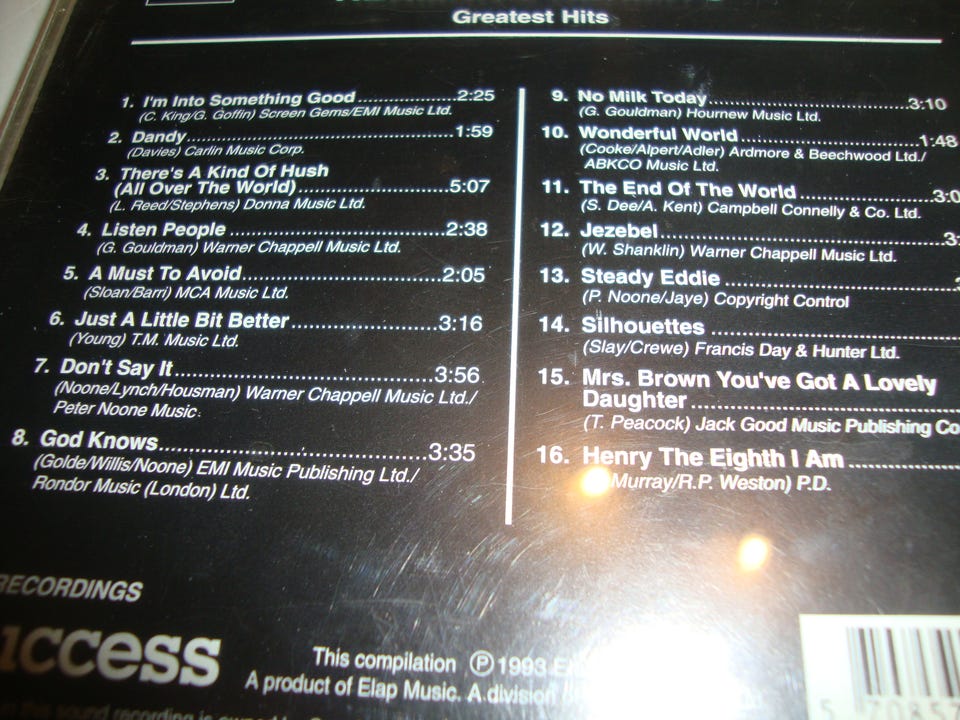 Greatest Hits
1. I'm Into Something Good..................2:25
(C. King/G. Goffin) Screen Gems/EMI Music Ltd.
2. Dandy......................................1:59
(Davies) Carlin Music Corp.
3. There's A Kind Of Hush
(All Over The World)......................5:07
(L. Reed/Stephens) Donna Music Ltd.
4. Listen People...............................2:38
(G. Gouldman) Warner Chappell Music Ltd.
5. A Must To Avoid............................2:05
(Sloan/Barri) MCA Music Ltd.
6. Just A Little Bit Better.....................3:16
(Young) T.M. Music Ltd.
7. Don't Say It...................................3:56
(Noone/Lynch/Housman) Warner Chappell Music Ltd./
Peter Noone Music
8. God Knows....................................3:35
(Golde/Willis/Noone) EMI Music Publishing Ltd./
Rondor Music (London) Ltd.
9. No Milk Today..............................3:10
(G. Gouldman) Hournew Music Ltd.
10. Wonderful World..........................1:48
(Cooke/Alpert/Adler) Ardmore & Beechwood Ltd./
ABKCO Music Ltd.
11. The End Of The World....................3:0
(S. Dee/A. Kent) Campbell Connelly & Co. Ltd.
12. Jezebel........................................3:
(W. Shanklin) Warner Chappell Music Ltd.
13. Steady Eddie................................
(P. Noone/Jaye) Copyright Control
14. Silhouettes..................................
(Slay/Crewe) Francis Day & Hunter Ltd.
15. Mrs. Brown You've Got A Lovely
Daughter........................................
(T. Peacock) Jack Good Music Publishing Co
16. Henry The Eighth I Am.................
Murray/R.P. Weston) P.D.
RECORDINGS
uccess
This compilation Ⓟ 1993
A product of Elap Music. A division
5 70857